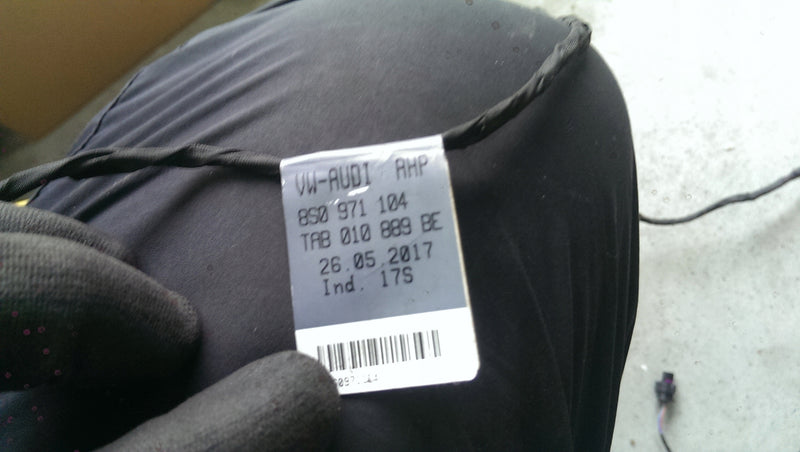 VW-AUDI AHP
8S0 971 104
TAB 010 889 BE
26.05.2017
Ind. 17S